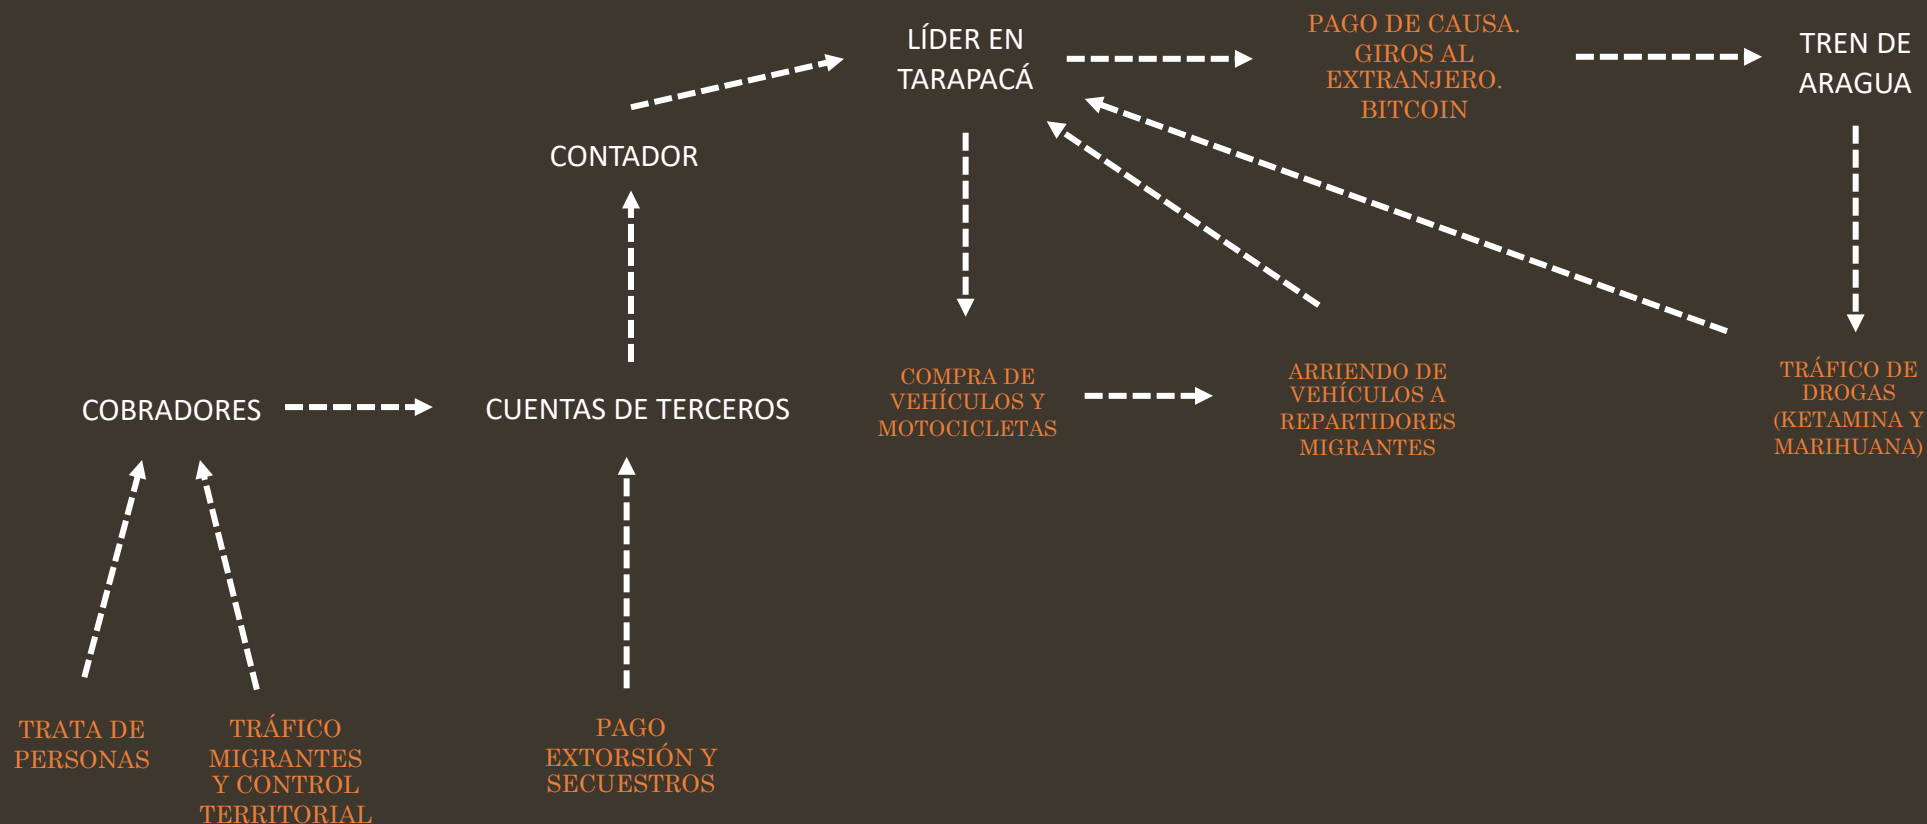 LÍDER EN
TARAPACÁ
PAGO DE CAUSA.
GIROS AL
EXTRANJERO.
BITCOIN
TREN DE
ARAGUA
CONTADOR
COBRADORES
CUENTAS DE TERCEROS
COMPRA DE
VEHÍCULOS Y
MOTOCICLETAS
ARRIENDO DE
VEHÍCULOS A
REPARTIDORES
MIGRANTES
TRÁFICO DE
DROGAS
(KETAMINA Y
MARIHUANA)
TRATA DE
PERSONAS
TRÁFICO
MIGRANTES
Y CONTROL
TERRITORIAL
PAGO
EXTORSIÓN Y
SECUESTROS